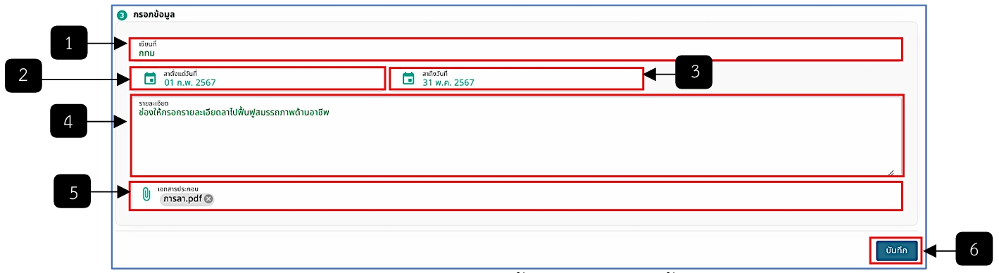 3 กรอกข้อมูล
1
เขียนที่
กทม
2
ลาตั้งแต่วันที่
01 ก.พ. 2567
ลาถึงวันที่
31 พ.ค. 2567
3
4
รายละเอียด
ช่องให้กรอกรายละเอียดลาไปฟื้นฟูสมรรถภาพด้านอาชีพ
5
เอกสารประกอบ
การลา.pdf
บันทึก
6